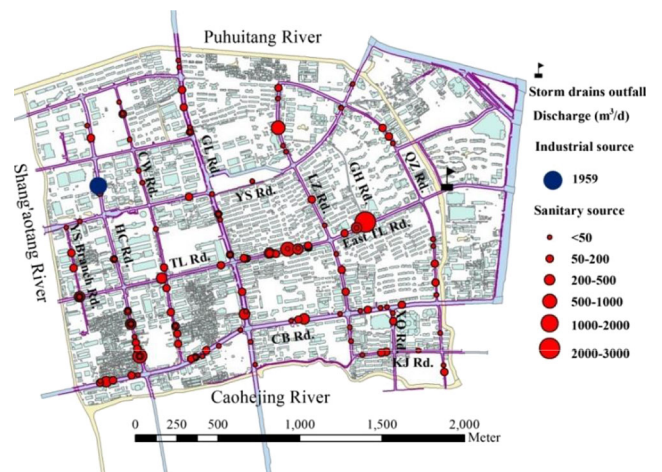 Puhuitang River
Storm drains outfall
Discharge (m³/d)
Industrial source
1959
Sanitary source
<50
50-200
200-500
500-1000
1000-2000
2000-3000
Shang'aotang River
GL Rd.
CW Rd.
YS Rd.
LZ Rd.
GH Rd.
QZ Rd.
YS Branch Rd.
HC Rd.
TL Rd.
East TL Rd.
CB Rd.
XQ Rd.
KJ Rd.
Caohejing River
0 250 500 1,000 1,500 2,000
Meter